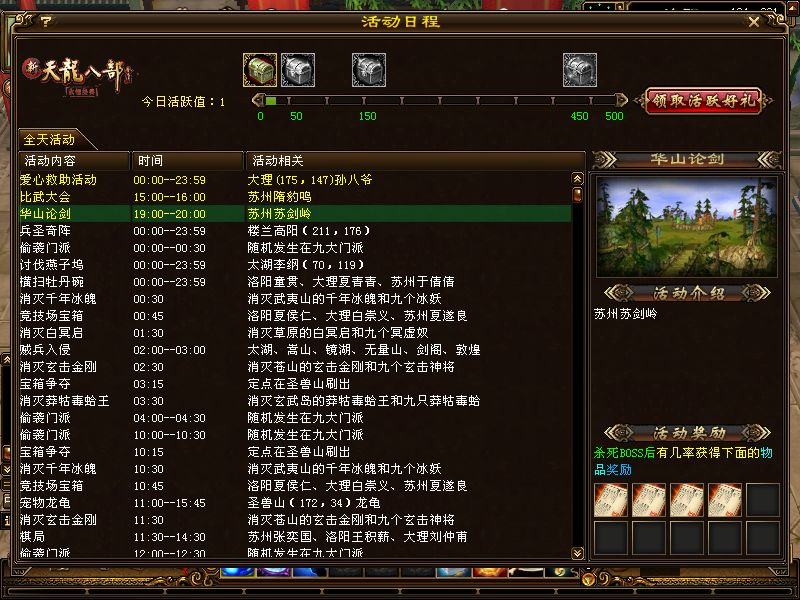 活动日程
新天龍八部
今日活跃值：1
0 50 150 450 500
领取活跃好礼
全天活动
活动内容 时间 活动相关
爱心救助活动 00:00--23:59 大理(175，147)孙八爷
比武大会 15:00--16:00 苏州隋豹鸣
华山论剑 19:00--20:00 苏州苏剑岭
兵圣奇阵 00:00--23:59 楼兰高阳（211，176）
偷袭门派 00:00--00:30 随机发生在九大门派
讨伐燕子坞 00:00--23:59 太湖李纲（70，119）
横扫牡丹碗 00:00--23:59 洛阳童贯、大理夏青青、苏州于倩倩
消灭千年冰魄 00:30 消灭武夷山的千年冰魄和九个冰妖
竞技场宝箱 00:45 洛阳夏侯仁、大理白崇义、苏州夏遂良
消灭白冥启 01:30 消灭草原的白冥启和九个冥虚奴
贼兵入侵 02:00--03:00 太湖、嵩山、镜湖、无量山、剑阁、敦煌
消灭玄击金刚 02:30 消灭苍山的玄击金刚和九个玄击神将
宝箱争夺 03:15 定点在圣兽山刷出
消灭莽牯毒蛤王 03:30 消灭玄武岛的莽牯毒蛤王和九只莽牯毒蛤
偷袭门派 04:00--04:30 随机发生在九大门派
偷袭门派 10:00--10:30 随机发生在九大门派
宝箱争夺 10:15 定点在圣兽山刷出
消灭千年冰魄 10:30 消灭武夷山的千年冰魄和九个冰妖
竞技场宝箱 10:45 洛阳夏侯仁、大理白崇义、苏州夏遂良
宠物龙龟 11:00--15:45 圣兽山（172，34）龙龟
消灭玄击金刚 11:30 消灭苍山的玄击金刚和九个玄击神将
棋局 11:30--14:30 苏州张奕国、洛阳王积薪、大理刘仲甫
偷袭门派 12:00--12:30 随机发生在九大门派
华山论剑
活动介绍
苏州苏剑岭
活动奖励
杀死BOSS后有几率获得下面的物
品奖励